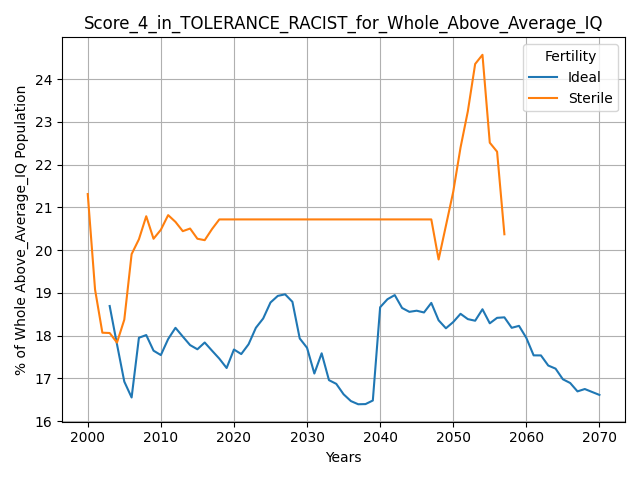 Score_4_in_TOLERANCE_RACIST_for_Whole_Above_Average_IQ
Fertility
Ideal
Sterile
% of Whole Above_Average_IQ Population
24
23
22
21
20
19
18
17
16
2000 2010 2020 2030 2040 2050 2060 2070
Years